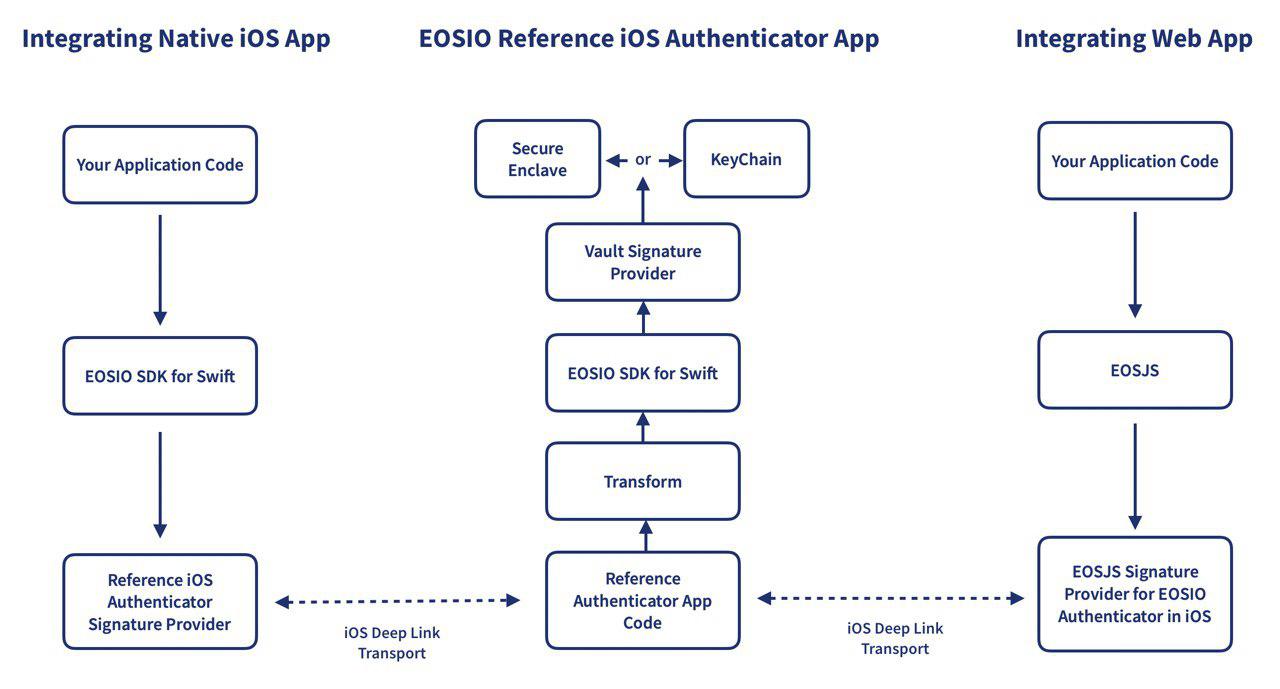 Integrating Native iOS App
EOSIO Reference iOS Authenticator App
Integrating Web App
Your Application Code
EOSIO SDK for Swift
Reference iOS
Authenticator
Signature Provider
iOS Deep Link
Transport
Secure
Enclave
or
KeyChain
Vault Signature
Provider
EOSIO SDK for Swift
Transform
Reference
Authenticator App
Code
iOS Deep Link
Transport
Your Application Code
EOSJS
EOSJS Signature
Provider for EOSIO
Authenticator in iOS